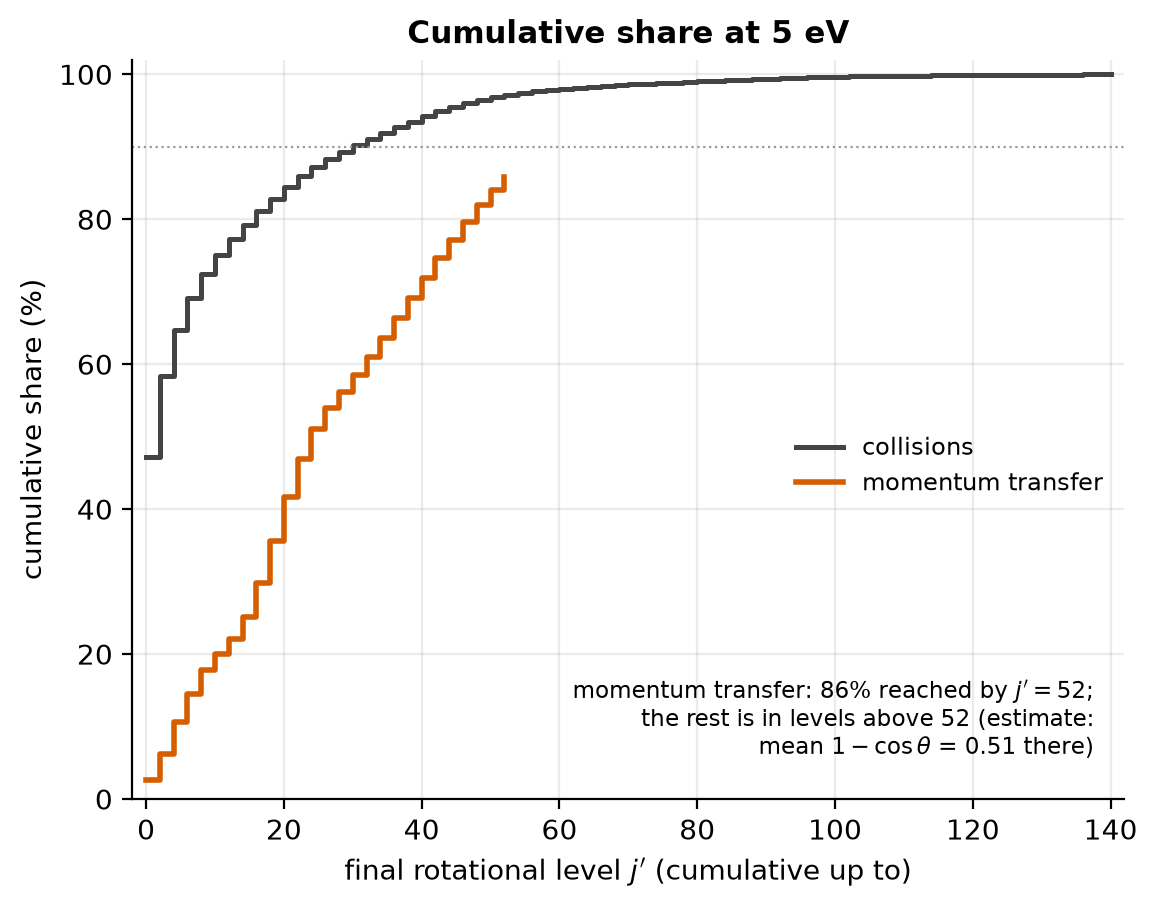 Cumulative share at 5 eV
cumulative share (%)
100
80
60
40
20
0
collisions
momentum transfer
momentum transfer: 86% reached by j′ = 52;
the rest is in levels above 52 (estimate:
mean 1 − cos θ = 0.51 there)
0 20 40 60 80 100 120 140
final rotational level j′ (cumulative up to)